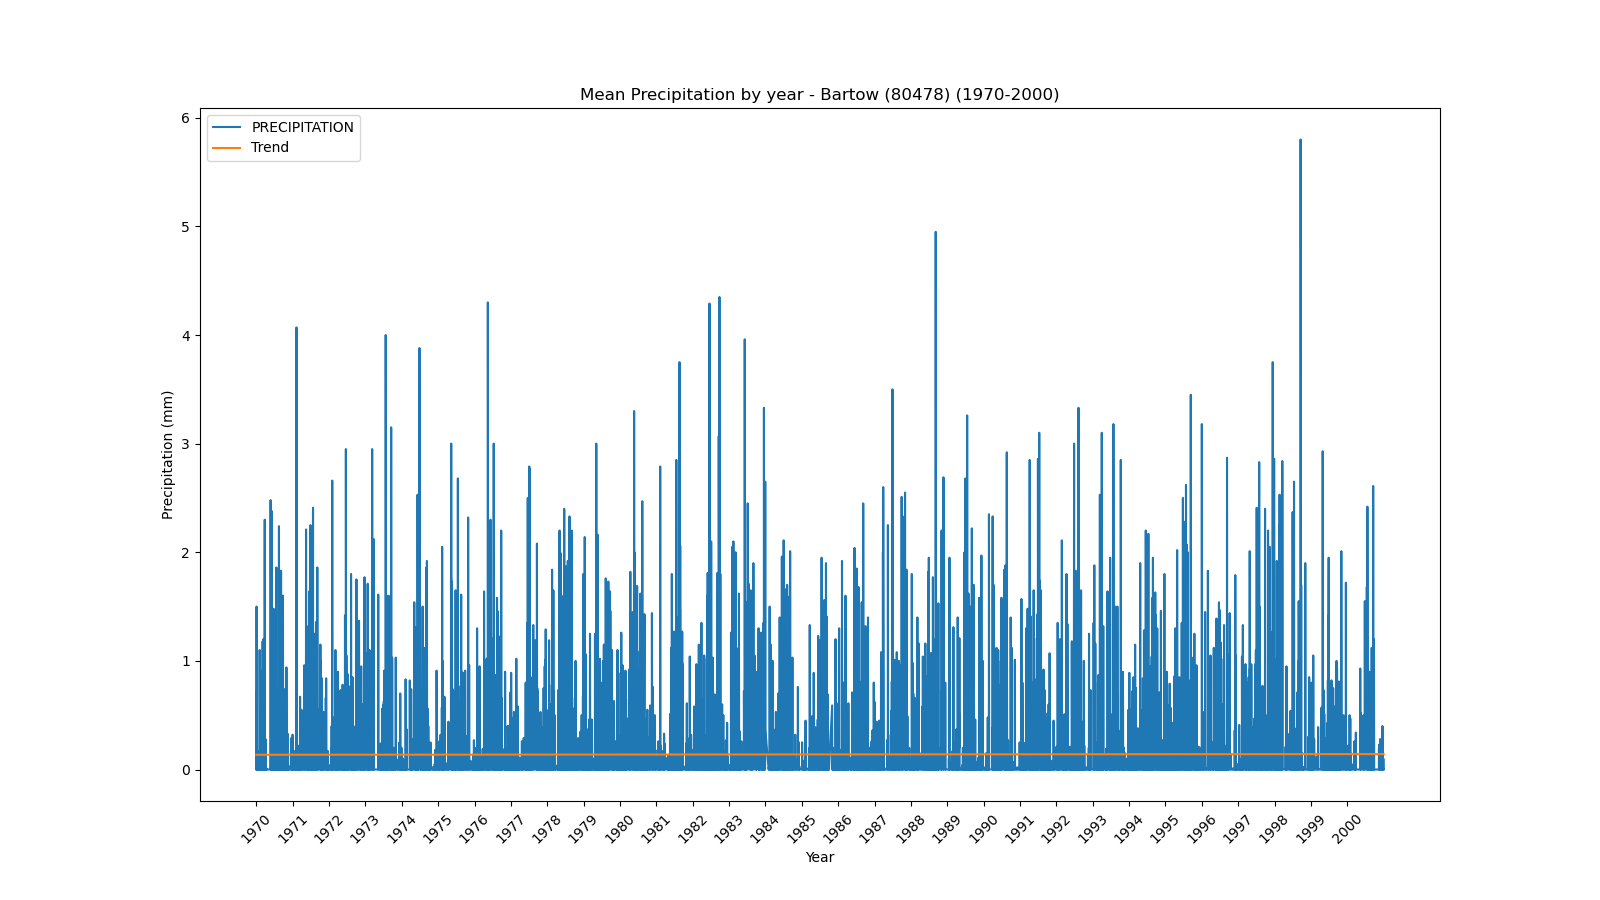 Mean Precipitation by year - Bartow (80478) (1970-2000)
PRECIPITATION
Trend
6
5
4
3
2
1
0
Precipitation (mm)
1970 1971 1972 1973 1974 1975 1976 1977 1978 1979 1980 1981 1982 1983 1984 1985 1986 1987 1988 1989 1990 1991 1992 1993 1994 1995 1996 1997 1998 1999 2000
Year